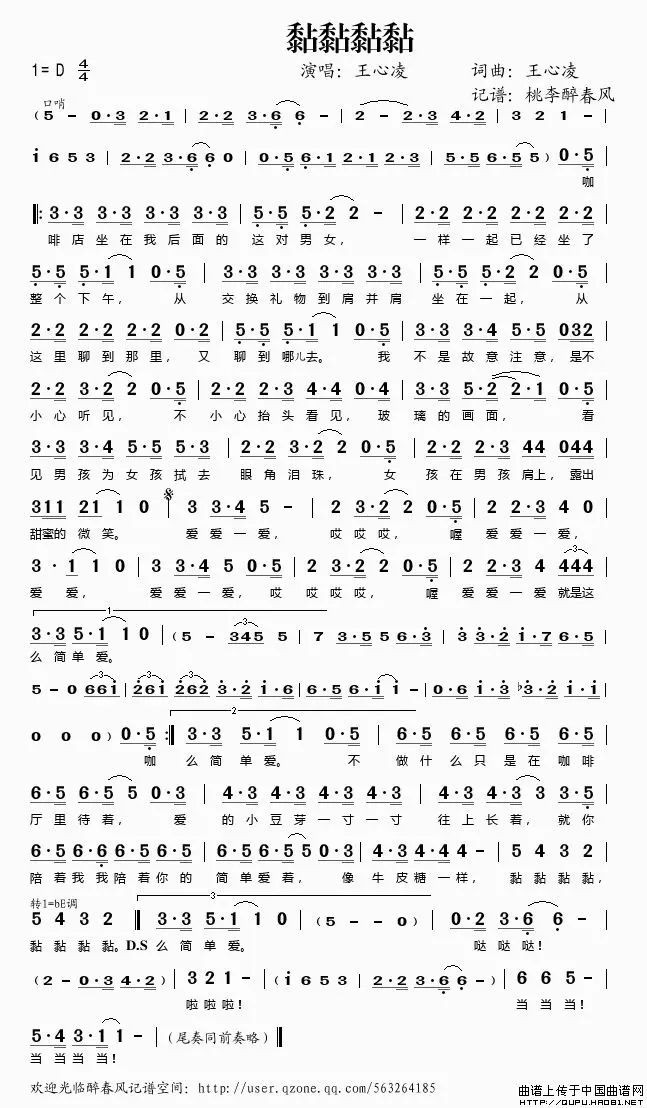 黏黏黏黏
1= D 4/4 演唱：王心凌 词曲：王心凌
记谱：桃李醉春风
口哨
( 5 - 0·3 2·1 | 2·2 3·6 6 - | 2 - 2·3 4·2 | 3 2 1 - |
i 6 5 3 | 2·2 3·6 6 0 | 0·5 6·1 2·1 2·3 | 5·5 6·5 5 ) 0·5 |
咖
‖: 3·3 3·3 3·3 3·3 | 5·5 5·2 2 - | 2·2 2·2 2·2 2·2 |
啡店坐在我后面的 这对男女， 一样一起已经坐了
5·5 5·1 1 0·5 | 3·3 3·3 3·3 3·3 | 5·5 5·2 2 0·5 |
整个下午， 从 交换礼物到肩并肩 坐在一起， 从
2·2 2·2 2·2 0·2 | 5·5 5·1 1 0·5 | 3·3 3·4 5·5 032 |
这里聊到那里， 又 聊到哪儿去。 我 不是故意注意，是不
2·2 3·2 2 0·5 | 2·2 2·3 4·4 0·4 | 3·3 5·2 2·1 0·5 |
小心听见， 不 小心抬头看见，玻 璃的画面， 看
3·3 3·4 5·5 5·3 | 2·2 3·2 2 0·5 | 2·2 2·3 44 044 |
见男孩为女孩拭去 眼角泪珠， 女 孩在男孩肩上，露出
311 21 1 0 | 3 3·4 5 - | 2 3·2 2 0·5 | 2 2·3 4 0 |
甜蜜的 微笑。 爱爱一爱， 哎哎哎， 喔 爱爱一爱，
3 · 1 1 0 | 3 3·4 5 0·5 | 2 3·2 2 0·5 | 2 2·3 4 444 |
爱爱， 爱爱一爱， 哎 哎哎哎， 喔 爱爱一爱 就是这
1
3·3 5·1 1 0 | ( 5 - 345 5 | 7 3·5 5 6·3 | 3 3·2 i·7 6·5 |
么简单爱。
5 - 0 661 | 261 262 3·2 i·6 | 6·5 6·i i - | 0·6 i·3 b3·2 i·i |
2
0 0 0 ) 0·5 :‖ 3·3 5·1 1 0·5 | 6·5 6·5 6·5 6·5 |
咖 么简单爱。 不 做什么只是在咖啡
6·5 6·5 5 0·3 | 4·3 4·3 4·3 4·3 | 4·3 4·3 3 3·5 |
厅里待着， 爱 的小豆芽一寸一寸 往上长着，就你
6·5 6·5 6·5 6·5 | 6·5 6·5 5 0·3 | 4·3 4·4 4 - | 5 4 3 2 |
陪着我我陪着你的 简单爱着， 像 牛皮糖一样， 黏黏黏黏，
转1=bE调
3
5 4 3 2 ‖ 3·3 5·1 1 0 | ( 5 - - 0 ) | 0·2 3·6 6 - |
黏黏黏黏。D.S 么简单爱。 哒哒哒！
( 2 - 0·3 4·2 ) | 3 2 1 - | ( i 6 5 3 | 2·2 3·6 6 - ) | 6 6 5 - |
啦啦啦！ 当当当！
5·4 3·1 1 - | ( 尾奏同前奏略 ) ‖
当当当当！
欢迎光临醉春风记谱空间：http://user.qzone.qq.com/563264185
曲谱上传于中国曲谱网
http://QUPU.HAO81.NET